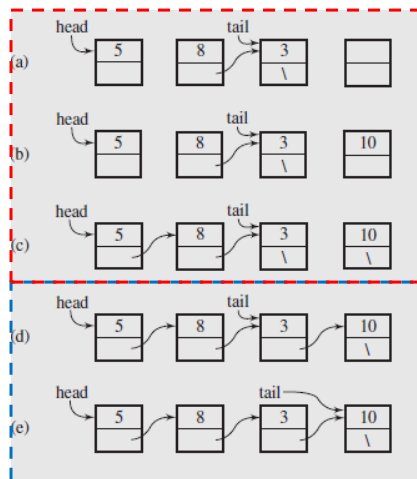 head tail
(a) 5 8 3
\
head tail
(b) 5 8 3 10
\
head tail
(c) 5 8 3 10
\ \
head tail
(d) 5 8 3 10
\
head tail
(e) 5 8 3 10
\